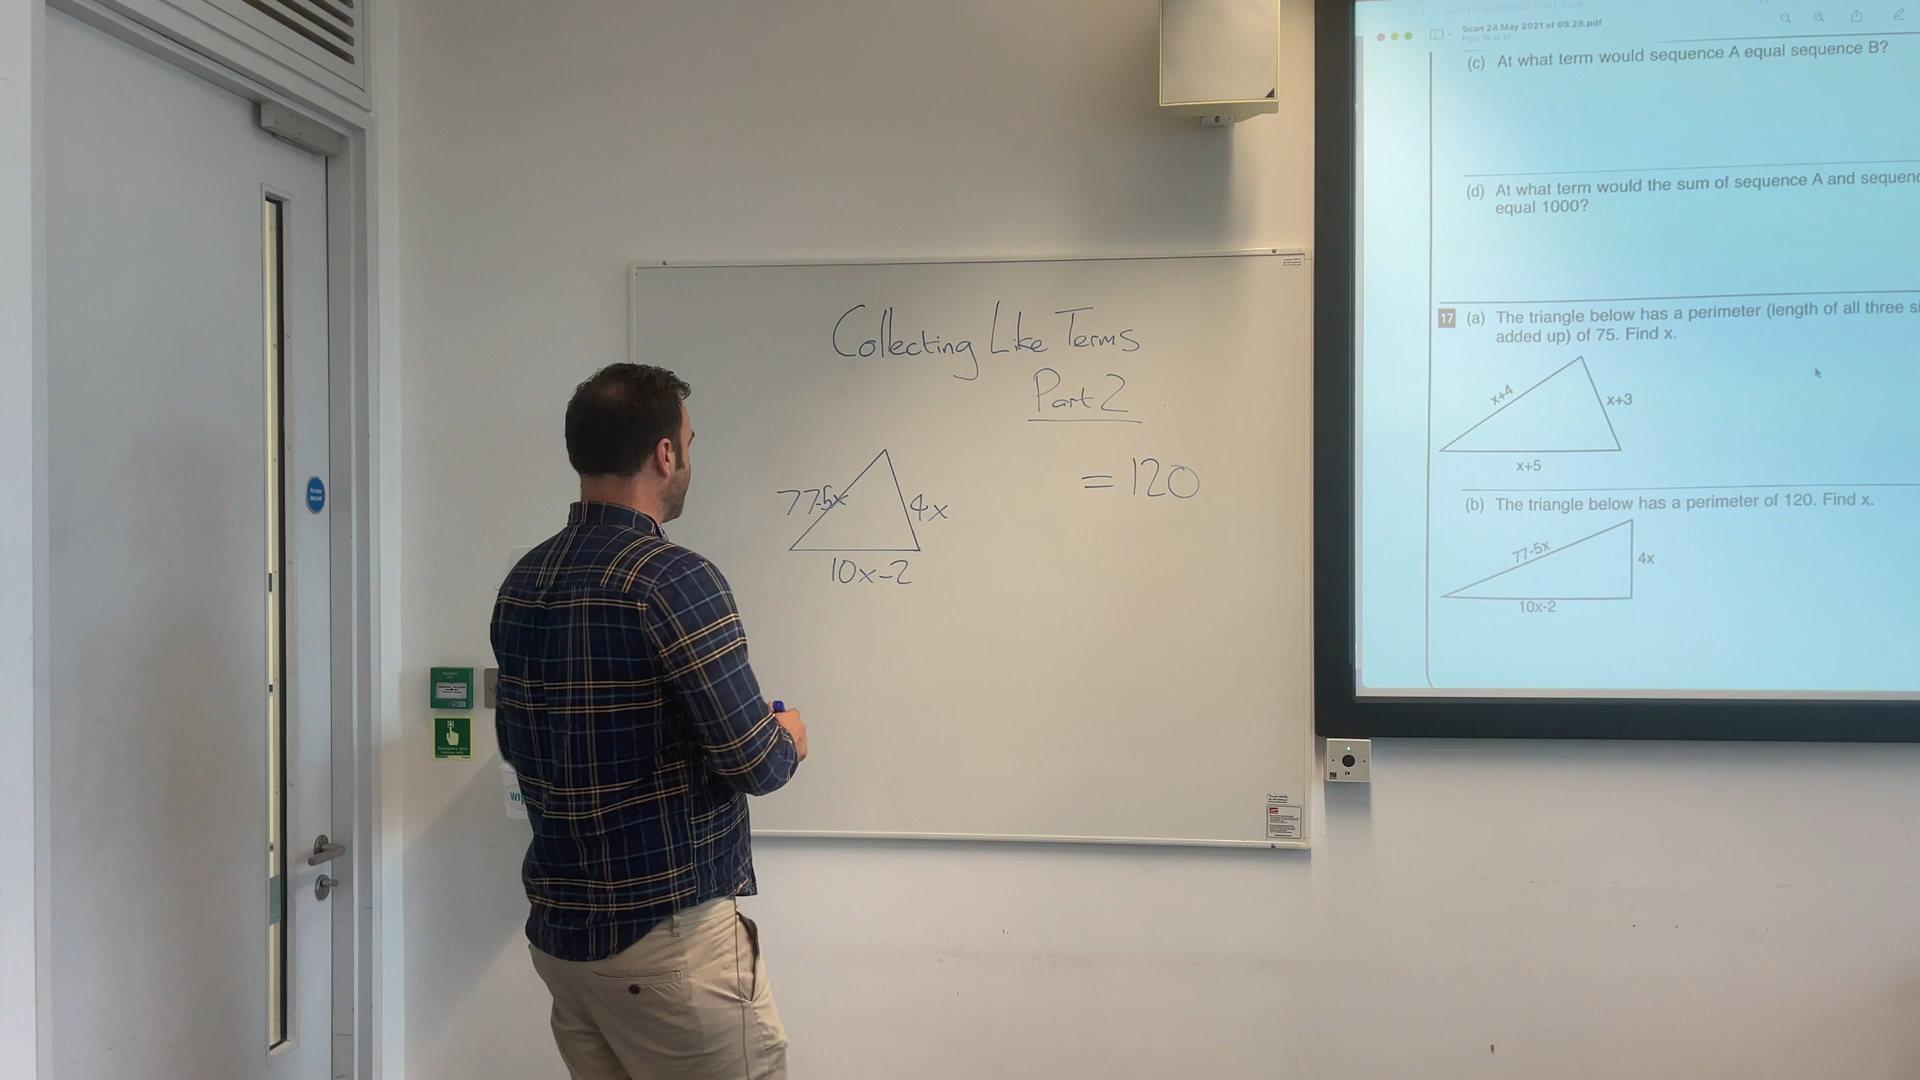 Collecting Like Terms
Part 2
77-5x
4x
10x-2
= 120
Scan 24 May 2021 at 09.28.pdf
(c) At what term would sequence A equal sequence B?
(d) At what term would the sum of sequence A and
equal 1000?
17 (a) The triangle below has a perimeter (length of all three
added up) of 75. Find x.
x+4
x+3
x+5
(b) The triangle below has a perimeter of 120. Find x.
77-5x
4x
10x-2